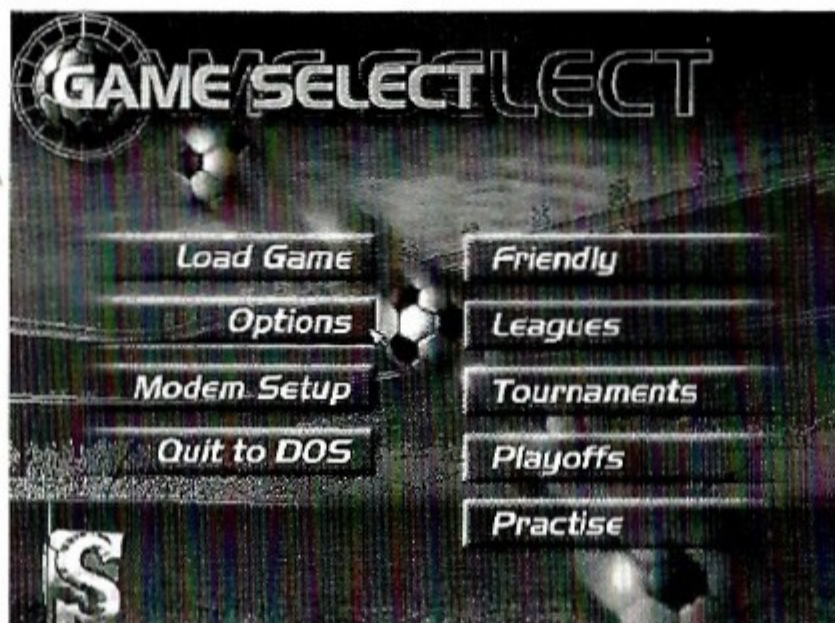 GAME SELECT
Load Game
Options
Modem Setup
Quit to DOS
Friendly
Leagues
Tournaments
Playoffs
Practise
S